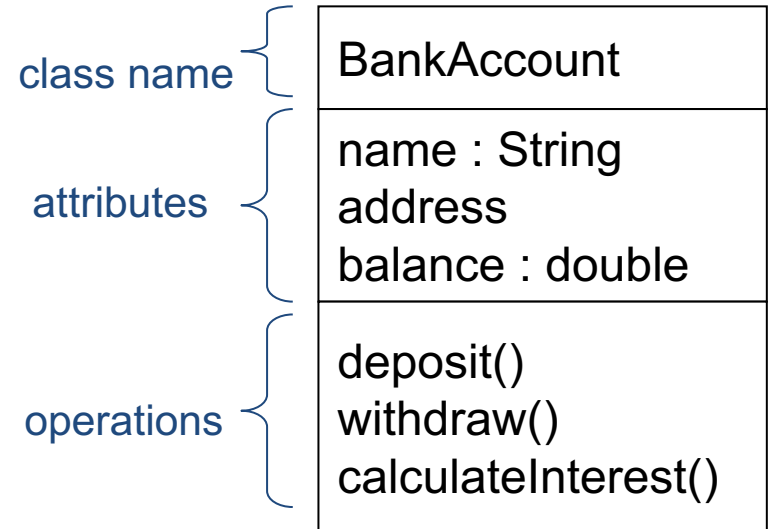 class name
BankAccount
attributes
name : String
address
balance : double
operations
deposit()
withdraw()
calculateInterest()